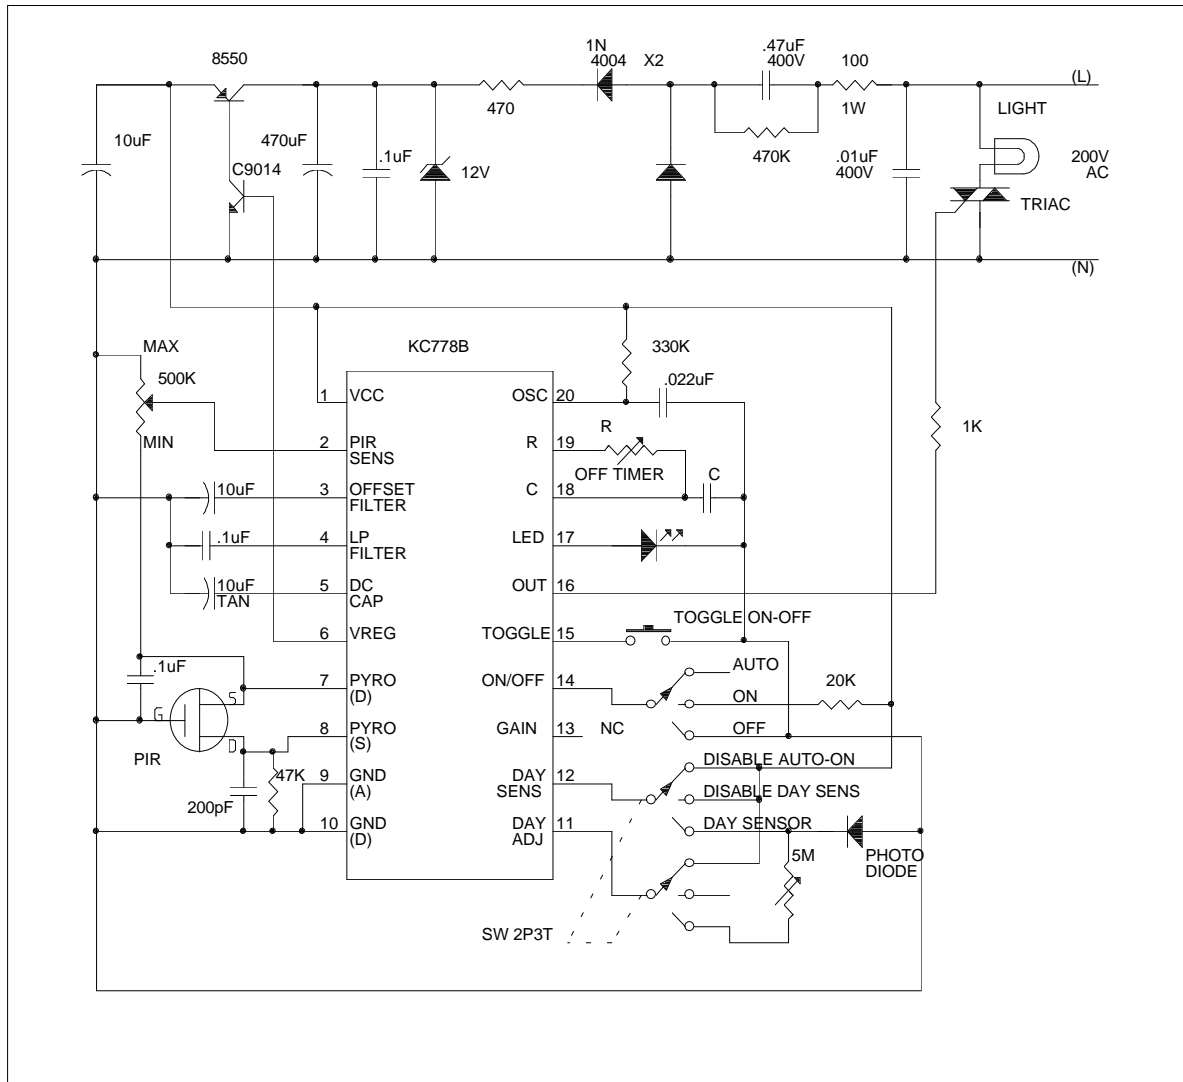 8550
1N
4004
X2
.47uF
400V
100
1W
(L)
LIGHT
10uF
470uF
.1uF
12V
470
470K
.01uF
400V
200V
AC
C9014
TRIAC
(N)
MAX
500K
MIN
KC778B
330K
.022uF
1K
1 VCC
OSC 20
2 PIR
SENS
R 19
R
OFF TIMER
10uF
3 OFFSET
FILTER
C 18
C
.1uF
4 LP
FILTER
LED 17
10uF
TAN
5 DC
CAP
OUT 16
6 VREG
TOGGLE 15
TOGGLE ON-OFF
.1uF
7 PYRO
(D)
ON/OFF 14
AUTO
ON
OFF
20K
S
G
D
PIR
8 PYRO
(S)
GAIN 13
NC
47K
200pF
9 GND
(A)
DAY
SENS
12
DISABLE AUTO-ON
DISABLE DAY SENS
DAY SENSOR
10 GND
(D)
DAY
ADJ
11
5M
PHOTO
DIODE
SW 2P3T